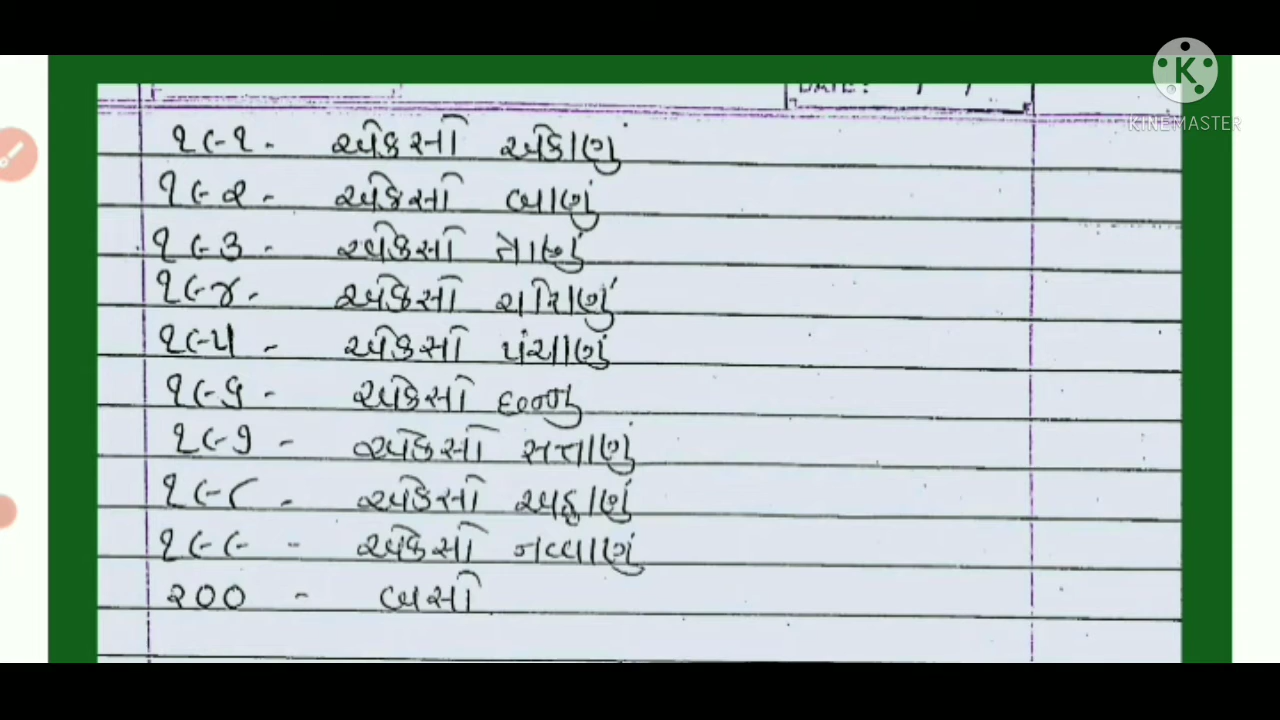 DATE: / /
KINEMASTER
૧૯૧ - એકસો એકાણું
૧૯૨ - એકસો બાણું
૧૯૩ - એકસો ત્રાણું
૧૯૪ - એકસો ચોરાણું
૧૯૫ - એકસો પંચાણું
૧૯૬ - એકસો છન્નુ
૧૯૭ - એકસો સત્તાણું
૧૯૮ - એકસો અઠ્ઠાણું
૧૯૯ - એકસો નવ્વાણું
૨૦૦ - બસો